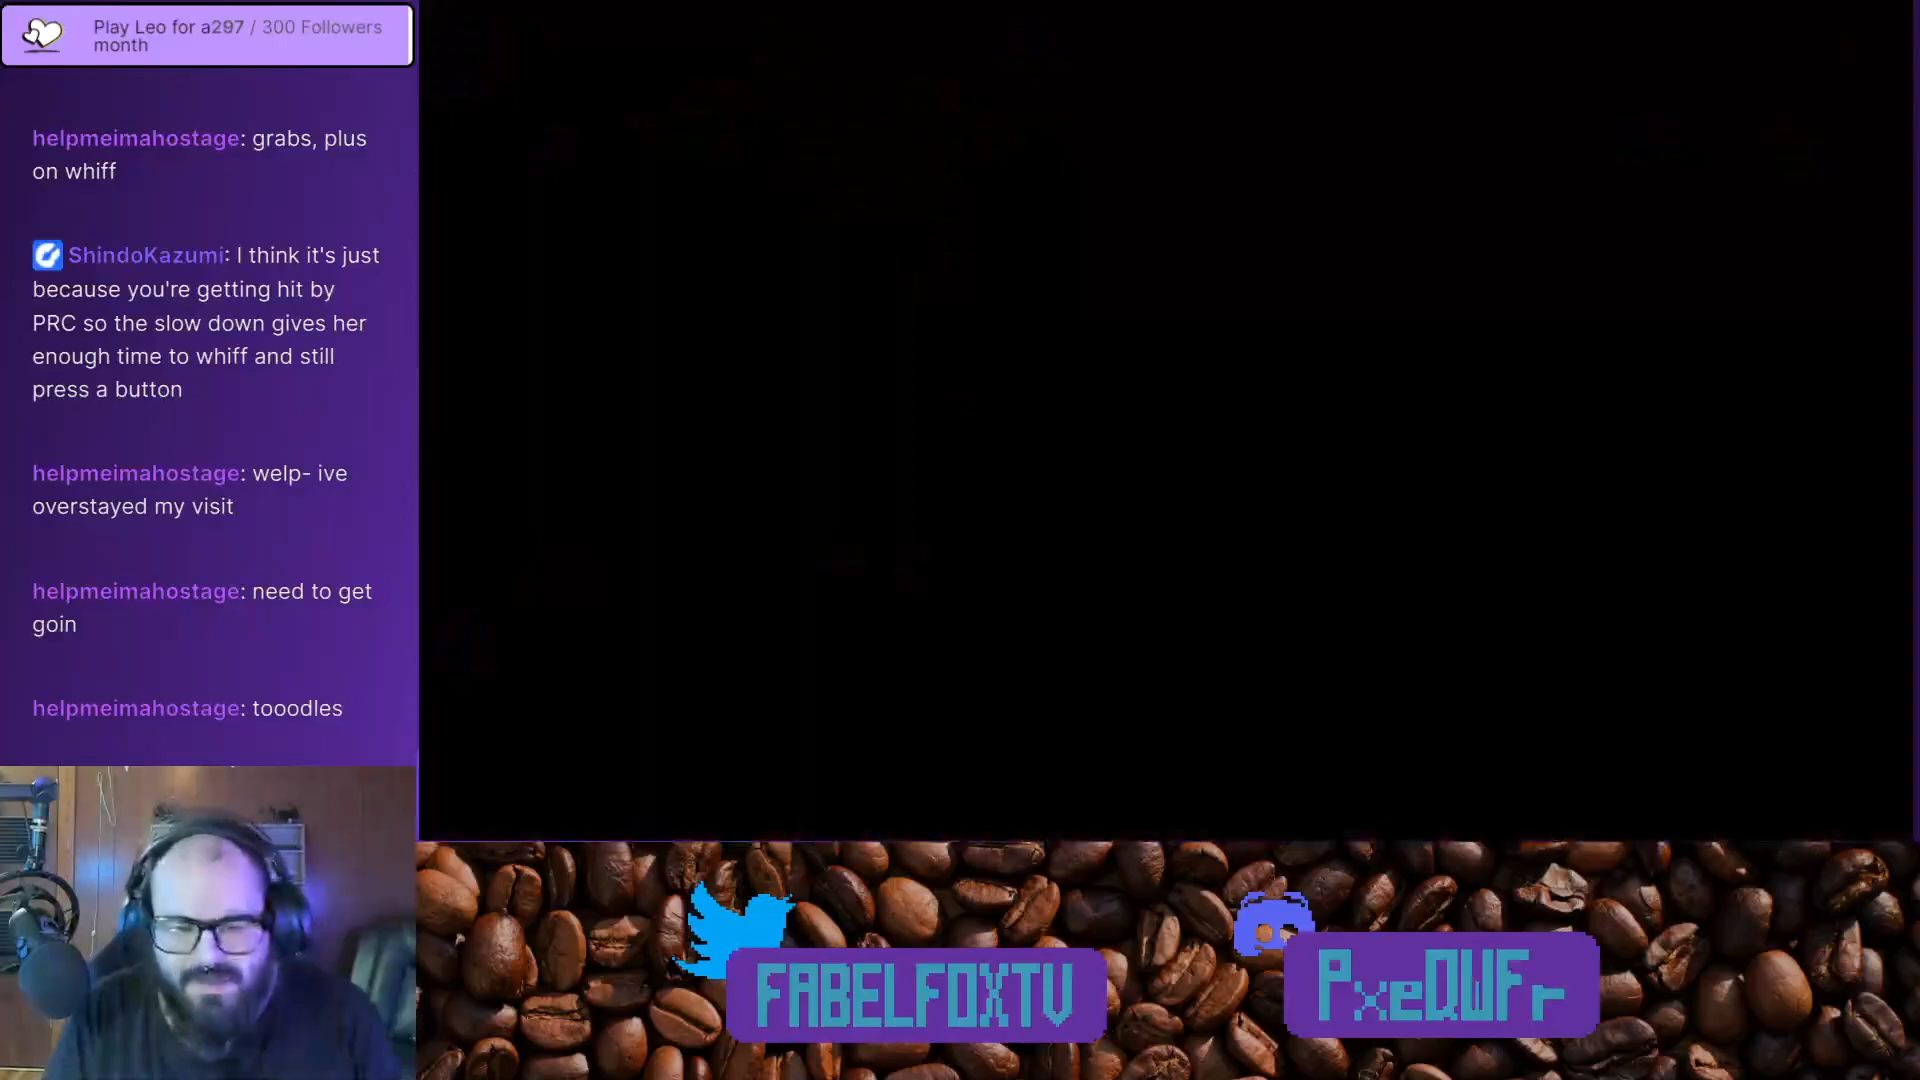 Play Leo for a297 / 300 Followers
month
helpmeimahostage: grabs, plus
on whiff
ShindoKazumi: I think it's just
because you're getting hit by
PRC so the slow down gives her
enough time to whiff and still
press a button
helpmeimahostage: welp- ive
overstayed my visit
helpmeimahostage: need to get
goin
helpmeimahostage: tooodles
FABELFOXTV
PxeQWFr